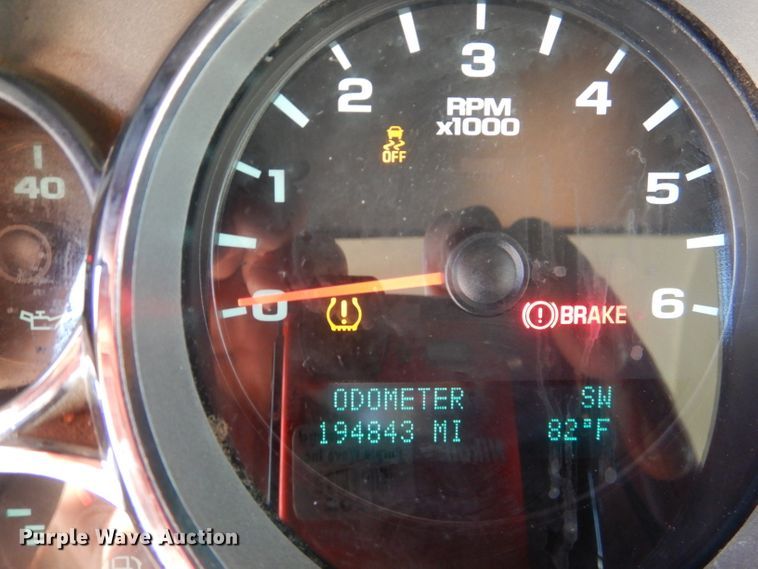 3
2
4
RPM
x1000
OFF
40
1
5
0
6
BRAKE
ODOMETER SW
194843 MI 82°F
Purple Wave Auction